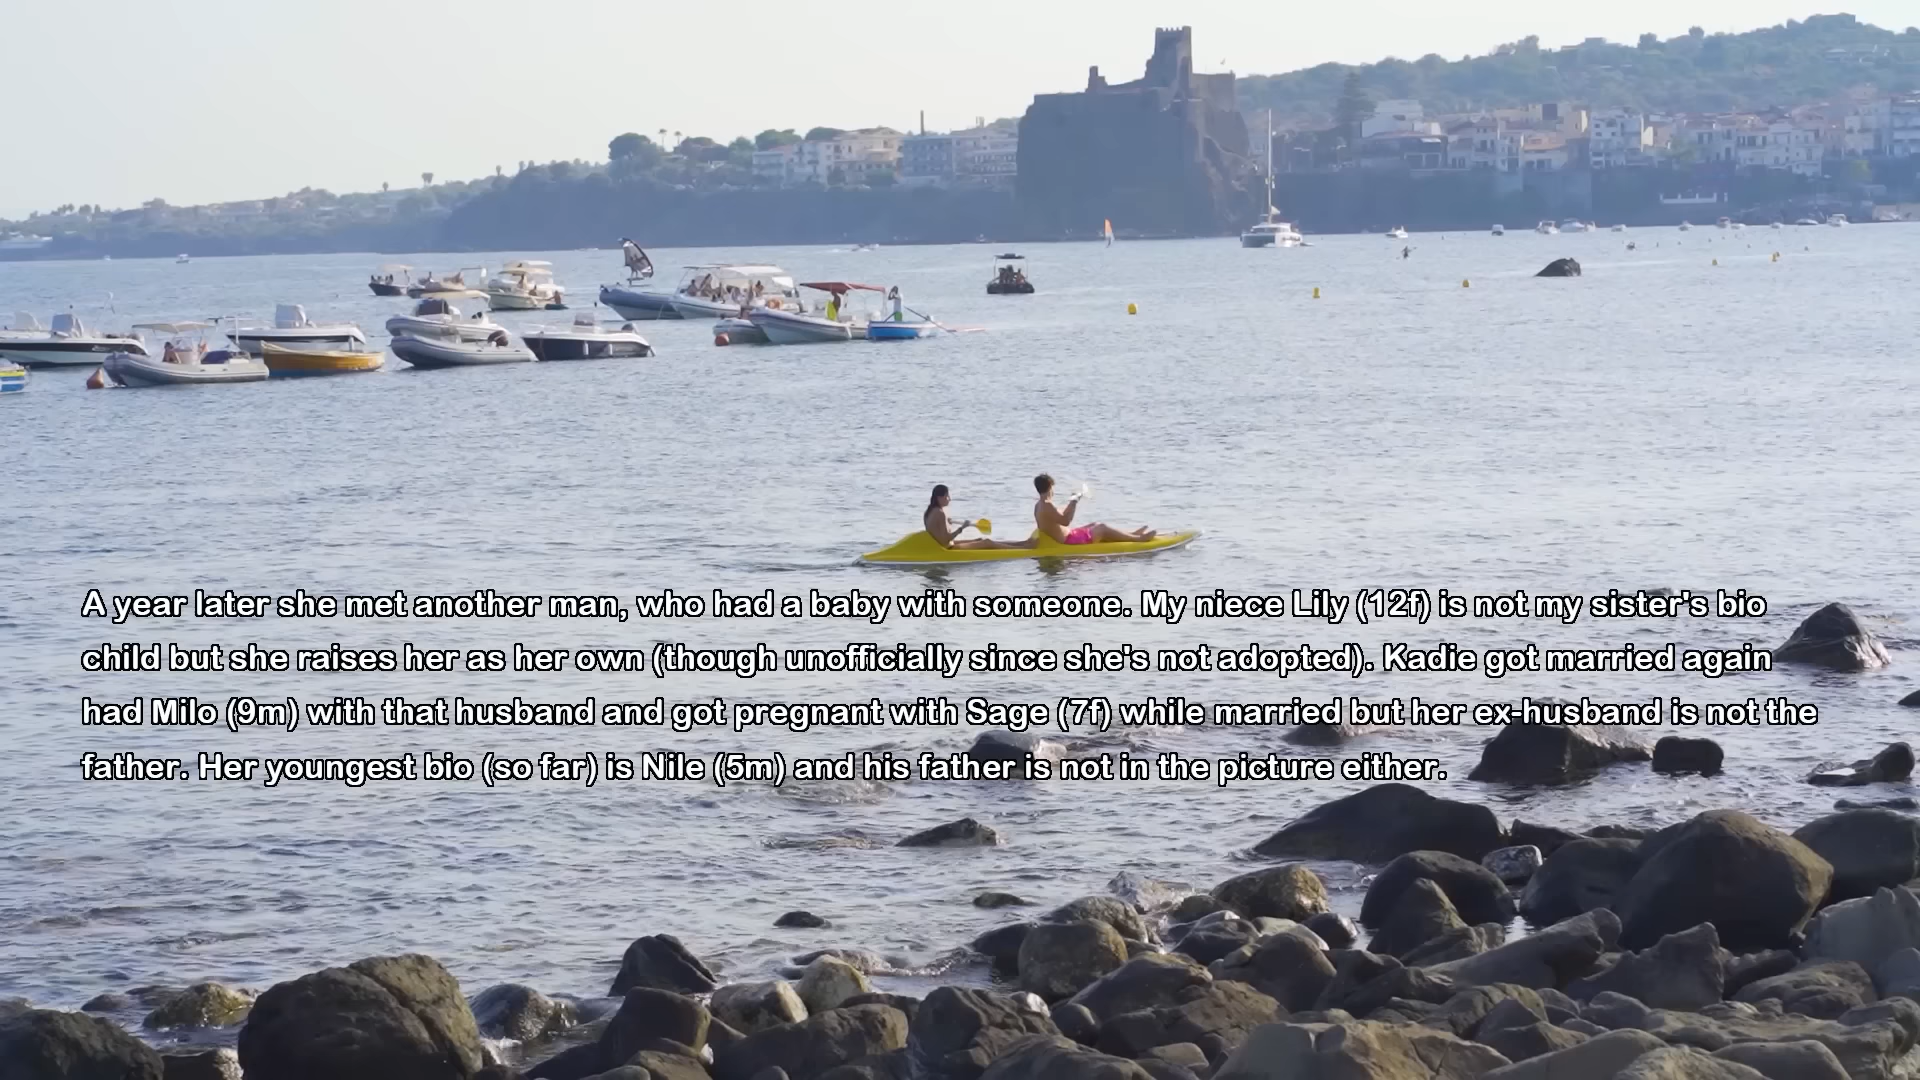 A year later she met another man, who had a baby with someone. My niece Lily (12f) is not my sister's bio
child but she raises her as her own (though unofficially since she's not adopted). Kadie got married again
had Milo (9m) with that husband and got pregnant with Sage (7f) while married but her ex-husband is not the
father. Her youngest bio (so far) is Nile (5m) and his father is not in the picture either.